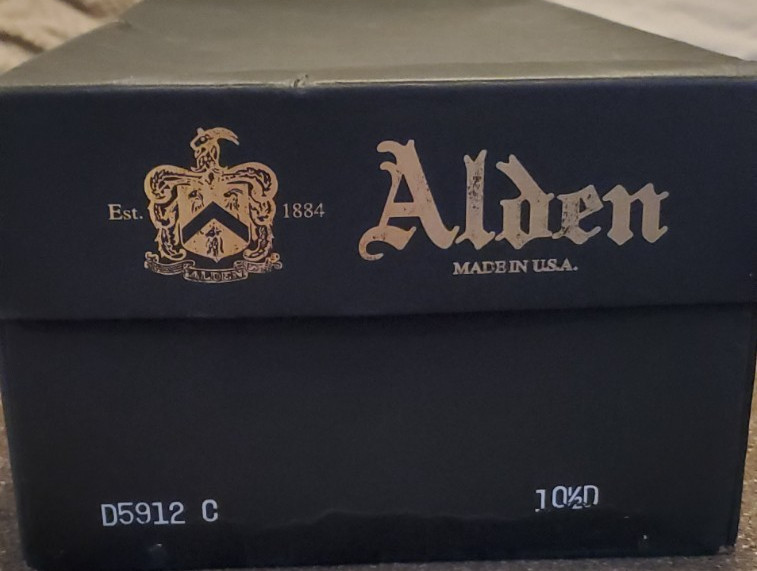 Est. 1884
ALDEN
Alden
MADE IN U.S.A.
D5912 C
10½D